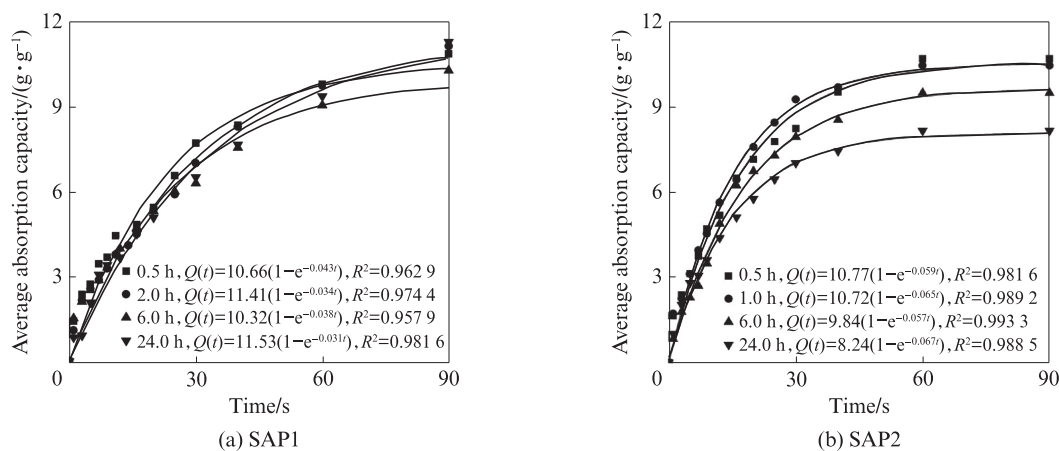 Average absorption capacity/(g·g⁻¹)
12
9
6
3
0
30
60
90
Time/s
■ 0.5 h, Q(t)=10.66(1−e^−0.043t), R²=0.962 9
● 2.0 h, Q(t)=11.41(1−e^−0.034t), R²=0.974 4
▲ 6.0 h, Q(t)=10.32(1−e^−0.038t), R²=0.957 9
▼ 24.0 h, Q(t)=11.53(1−e^−0.031t), R²=0.981 6
(a) SAP1
Average absorption capacity/(g·g⁻¹)
12
9
6
3
0
30
60
90
Time/s
■ 0.5 h, Q(t)=10.77(1−e^−0.059t), R²=0.981 6
● 1.0 h, Q(t)=10.72(1−e^−0.065t), R²=0.989 2
▲ 6.0 h, Q(t)=9.84(1−e^−0.057t), R²=0.993 3
▼ 24.0 h, Q(t)=8.24(1−e^−0.067t), R²=0.988 5
(b) SAP2